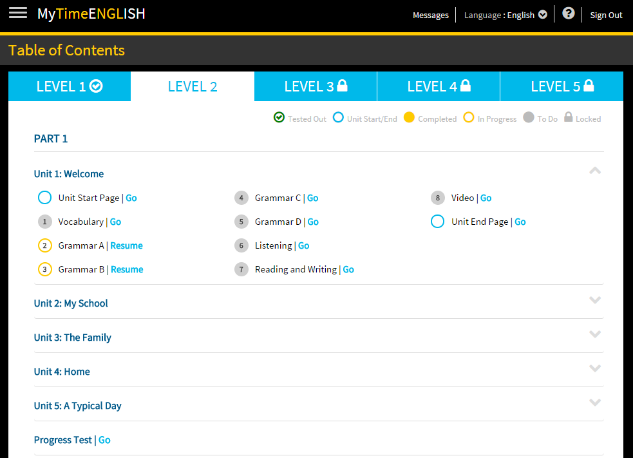 MyTimeENGLISH
Messages
Language : English
?
Sign Out
Table of Contents
LEVEL 1
LEVEL 2
LEVEL 3
LEVEL 4
LEVEL 5
Tested Out
Unit Start/End
Completed
In Progress
To Do
Locked
PART 1
Unit 1: Welcome
Unit Start Page | Go
1 Vocabulary | Go
2 Grammar A | Resume
3 Grammar B | Resume
4 Grammar C | Go
5 Grammar D | Go
6 Listening | Go
7 Reading and Writing | Go
8 Video | Go
Unit End Page | Go
Unit 2: My School
Unit 3: The Family
Unit 4: Home
Unit 5: A Typical Day
Progress Test | Go